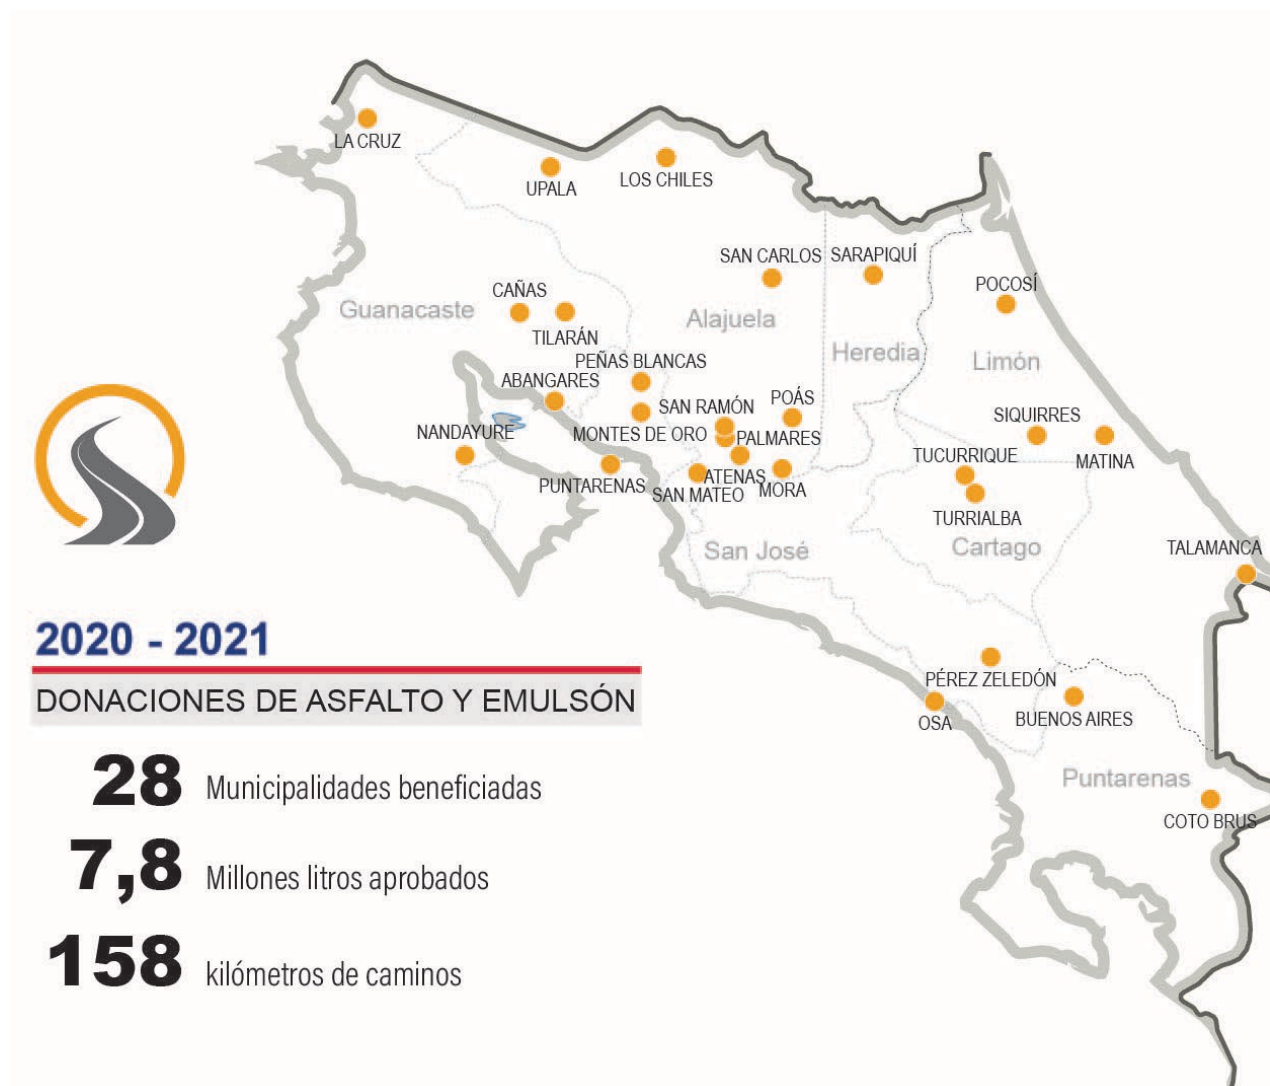 LA CRUZ
UPALA
LOS CHILES
SAN CARLOS
SARAPIQUÍ
POCOSÍ
CAÑAS
Guanacaste
TILARÁN
Alajuela
Heredia
Limón
PEÑAS BLANCAS
ABANGARES
SAN RAMÓN
POÁS
SIQUIRRES
NANDAYURE
MONTES DE ORO
PALMARES
TUCURRIQUE
MATINA
PUNTARENAS
SAN MATEO
ATENAS
MORA
TURRIALBA
San José
Cartago
TALAMANCA
PÉREZ ZELEDÓN
OSA
BUENOS AIRES
Puntarenas
COTO BRUS
2020 - 2021
DONACIONES DE ASFALTO Y EMULSÓN
28 Municipalidades beneficiadas
7,8 Millones litros aprobados
158 kilómetros de caminos